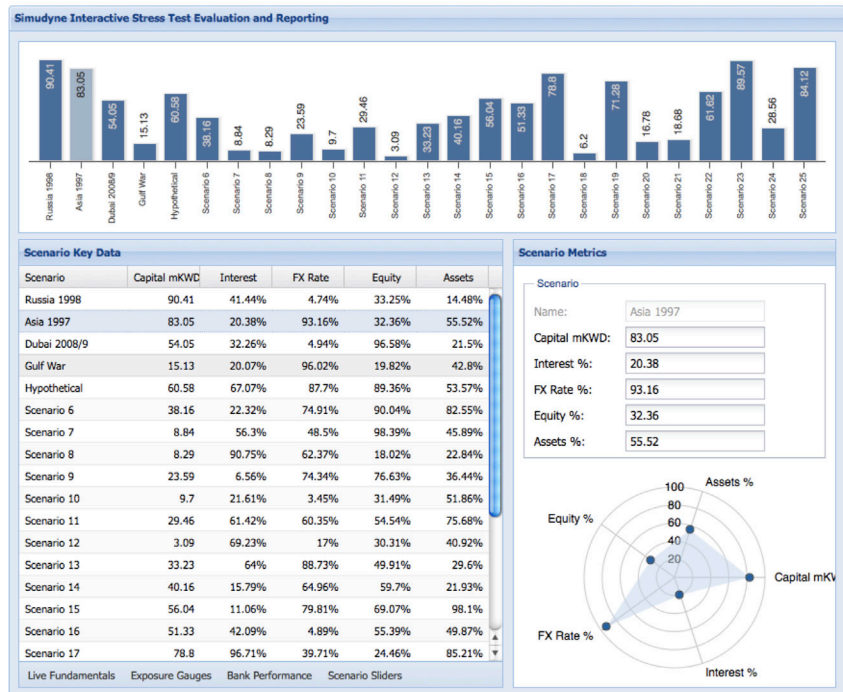 Simudyne Interactive Stress Test Evaluation and Reporting
90.41 83.05 54.05 15.13 60.58 38.16 8.84 8.29 23.59 9.7 29.46 3.09 33.23 40.16 56.04 51.33 78.8 6.2 71.28 16.78 18.68 61.62 89.57 28.56 84.12
Russia 1998 Asia 1997 Dubai 2008/9 Gulf War Hypothetical Scenario 6 Scenario 7 Scenario 8 Scenario 9 Scenario 10 Scenario 11 Scenario 12 Scenario 13 Scenario 14 Scenario 15 Scenario 16 Scenario 17 Scenario 18 Scenario 19 Scenario 20 Scenario 21 Scenario 22 Scenario 23 Scenario 24 Scenario 25
Scenario Key Data
Scenario Capital mKWD Interest FX Rate Equity Assets
Russia 1998 90.41 41.44% 4.74% 33.25% 14.48%
Asia 1997 83.05 20.38% 93.16% 32.36% 55.52%
Dubai 2008/9 54.05 32.26% 4.94% 96.58% 21.5%
Gulf War 15.13 20.07% 96.02% 19.82% 42.8%
Hypothetical 60.58 67.07% 87.7% 89.36% 53.57%
Scenario 6 38.16 22.32% 74.91% 90.04% 82.55%
Scenario 7 8.84 56.3% 48.5% 98.39% 45.89%
Scenario 8 8.29 90.75% 62.37% 18.02% 22.84%
Scenario 9 23.59 6.56% 74.34% 76.63% 36.44%
Scenario 10 9.7 21.61% 3.45% 31.49% 51.86%
Scenario 11 29.46 61.42% 60.35% 54.54% 75.68%
Scenario 12 3.09 69.23% 17% 30.31% 40.92%
Scenario 13 33.23 64% 88.73% 49.91% 29.6%
Scenario 14 40.16 15.79% 64.96% 59.7% 21.93%
Scenario 15 56.04 11.06% 79.81% 69.07% 98.1%
Scenario 16 51.33 42.09% 4.89% 55.39% 49.87%
Scenario 17 78.8 96.71% 39.71% 24.46% 85.21%
Live Fundamentals Exposure Gauges Bank Performance Scenario Sliders
Scenario Metrics
Scenario
Name: Asia 1997
Capital mKWD: 83.05
Interest %: 20.38
FX Rate %: 93.16
Equity %: 32.36
Assets %: 55.52
Assets %
100
80
60
40
20
Equity %
Capital mKW
FX Rate %
Interest %